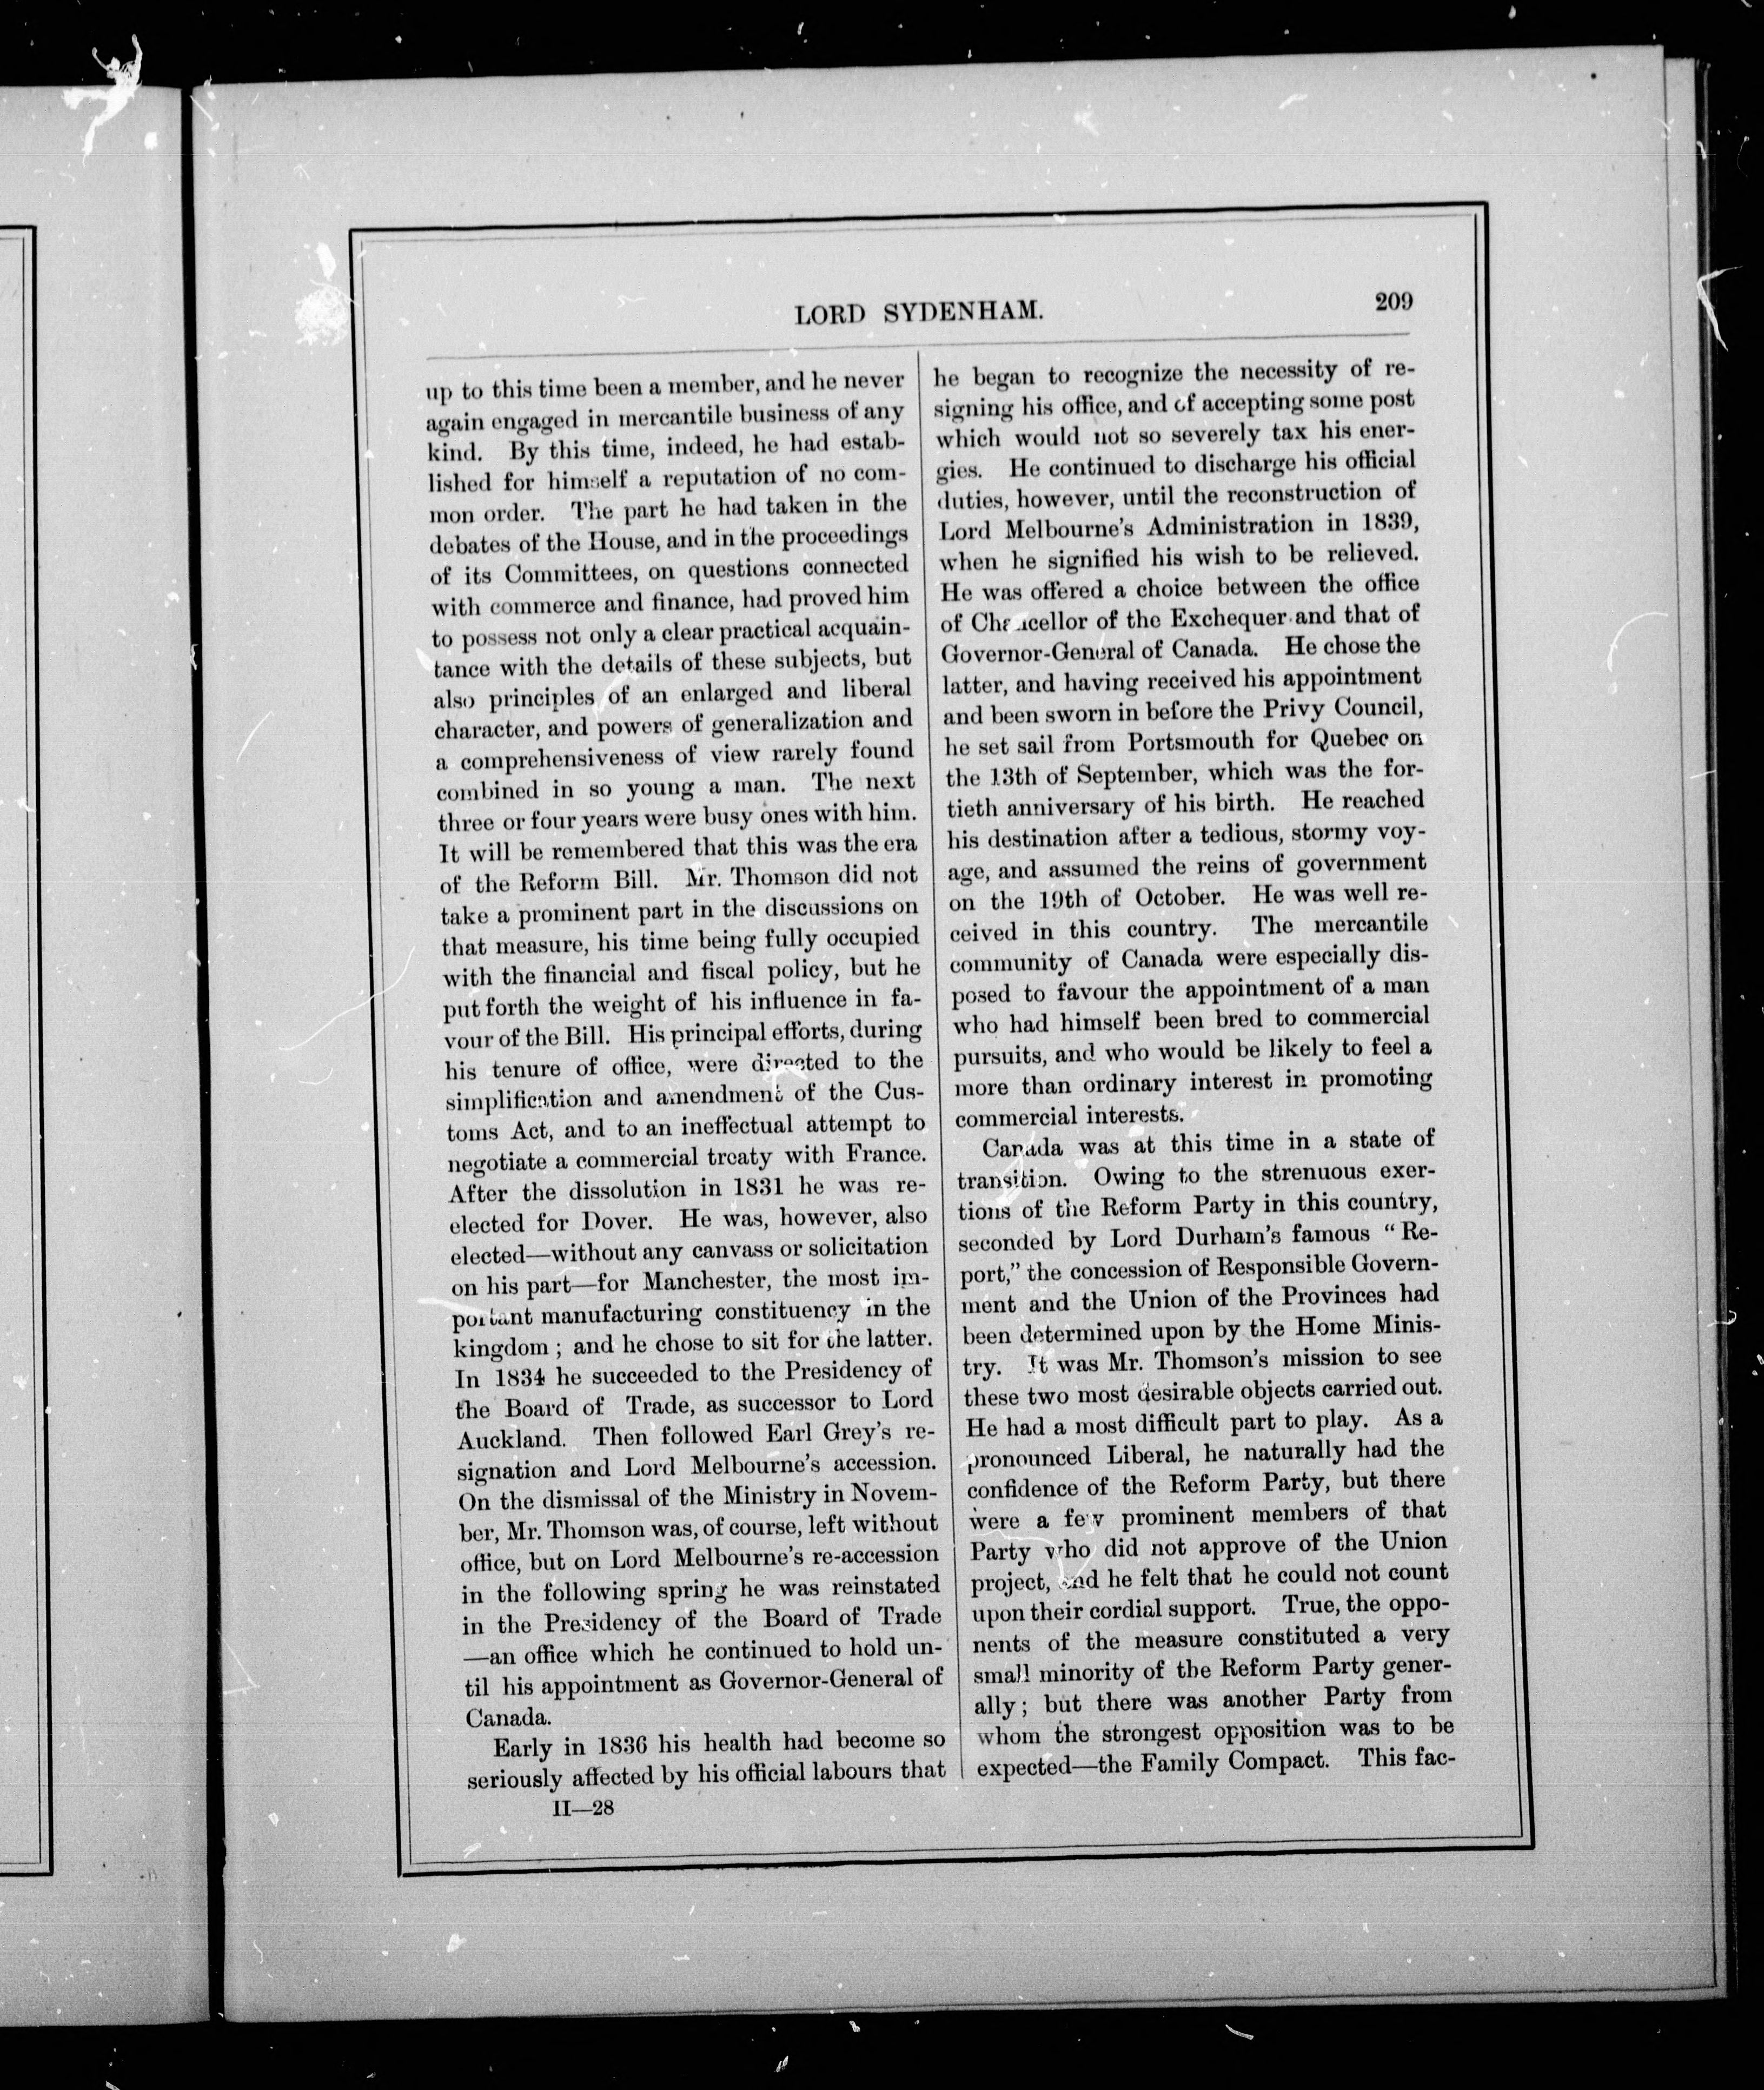 LORD SYDENHAM.
209
up to this time been a member, and he never
again engaged in mercantile business of any
kind. By this time, indeed, he had estab-
lished for himself a reputation of no com-
mon order. The part he had taken in the
debates of the House, and in the proceedings
of its Committees, on questions connected
with commerce and finance, had proved him
to possess not only a clear practical acquain-
tance with the details of these subjects, but
also principles of an enlarged and liberal
character, and powers of generalization and
a comprehensiveness of view rarely found
combined in so young a man. The next
three or four years were busy ones with him.
It will be remembered that this was the era
of the Reform Bill. Mr. Thomson did not
take a prominent part in the discussions on
that measure, his time being fully occupied
with the financial and fiscal policy, but he
put forth the weight of his influence in fa-
vour of the Bill. His principal efforts, during
his tenure of office, were directed to the
simplification and amendment of the Cus-
toms Act, and to an ineffectual attempt to
negotiate a commercial treaty with France.
After the dissolution in 1831 he was re-
elected for Dover. He was, however, also
elected—without any canvass or solicitation
on his part—for Manchester, the most im-
portant manufacturing constituency in the
kingdom; and he chose to sit for the latter.
In 1834 he succeeded to the Presidency of
the Board of Trade, as successor to Lord
Auckland. Then followed Earl Grey's re-
signation and Lord Melbourne's accession.
On the dismissal of the Ministry in Novem-
ber, Mr. Thomson was, of course, left without
office, but on Lord Melbourne's re-accession
in the following spring he was reinstated
in the Presidency of the Board of Trade
—an office which he continued to hold un-
til his appointment as Governor-General of
Canada.
Early in 1836 his health had become so
seriously affected by his official labours that
II—28
he began to recognize the necessity of re-
signing his office, and of accepting some post
which would not so severely tax his ener-
gies. He continued to discharge his official
duties, however, until the reconstruction of
Lord Melbourne's Administration in 1839,
when he signified his wish to be relieved.
He was offered a choice between the office
of Chancellor of the Exchequer and that of
Governor-General of Canada. He chose the
latter, and having received his appointment
and been sworn in before the Privy Council,
he set sail from Portsmouth for Quebec on
the 13th of September, which was the for-
tieth anniversary of his birth. He reached
his destination after a tedious, stormy voy-
age, and assumed the reins of government
on the 19th of October. He was well re-
ceived in this country. The mercantile
community of Canada were especially dis-
posed to favour the appointment of a man
who had himself been bred to commercial
pursuits, and who would be likely to feel a
more than ordinary interest in promoting
commercial interests.
Canada was at this time in a state of
transition. Owing to the strenuous exer-
tions of the Reform Party in this country,
seconded by Lord Durham's famous "Re-
port," the concession of Responsible Govern-
ment and the Union of the Provinces had
been determined upon by the Home Minis-
try. It was Mr. Thomson's mission to see
these two most desirable objects carried out.
He had a most difficult part to play. As a
pronounced Liberal, he naturally had the
confidence of the Reform Party, but there
were a few prominent members of that
Party who did not approve of the Union
project, and he felt that he could not count
upon their cordial support. True, the oppo-
nents of the measure constituted a very
small minority of the Reform Party gener-
ally; but there was another Party from
whom the strongest opposition was to be
expected—the Family Compact. This fac-